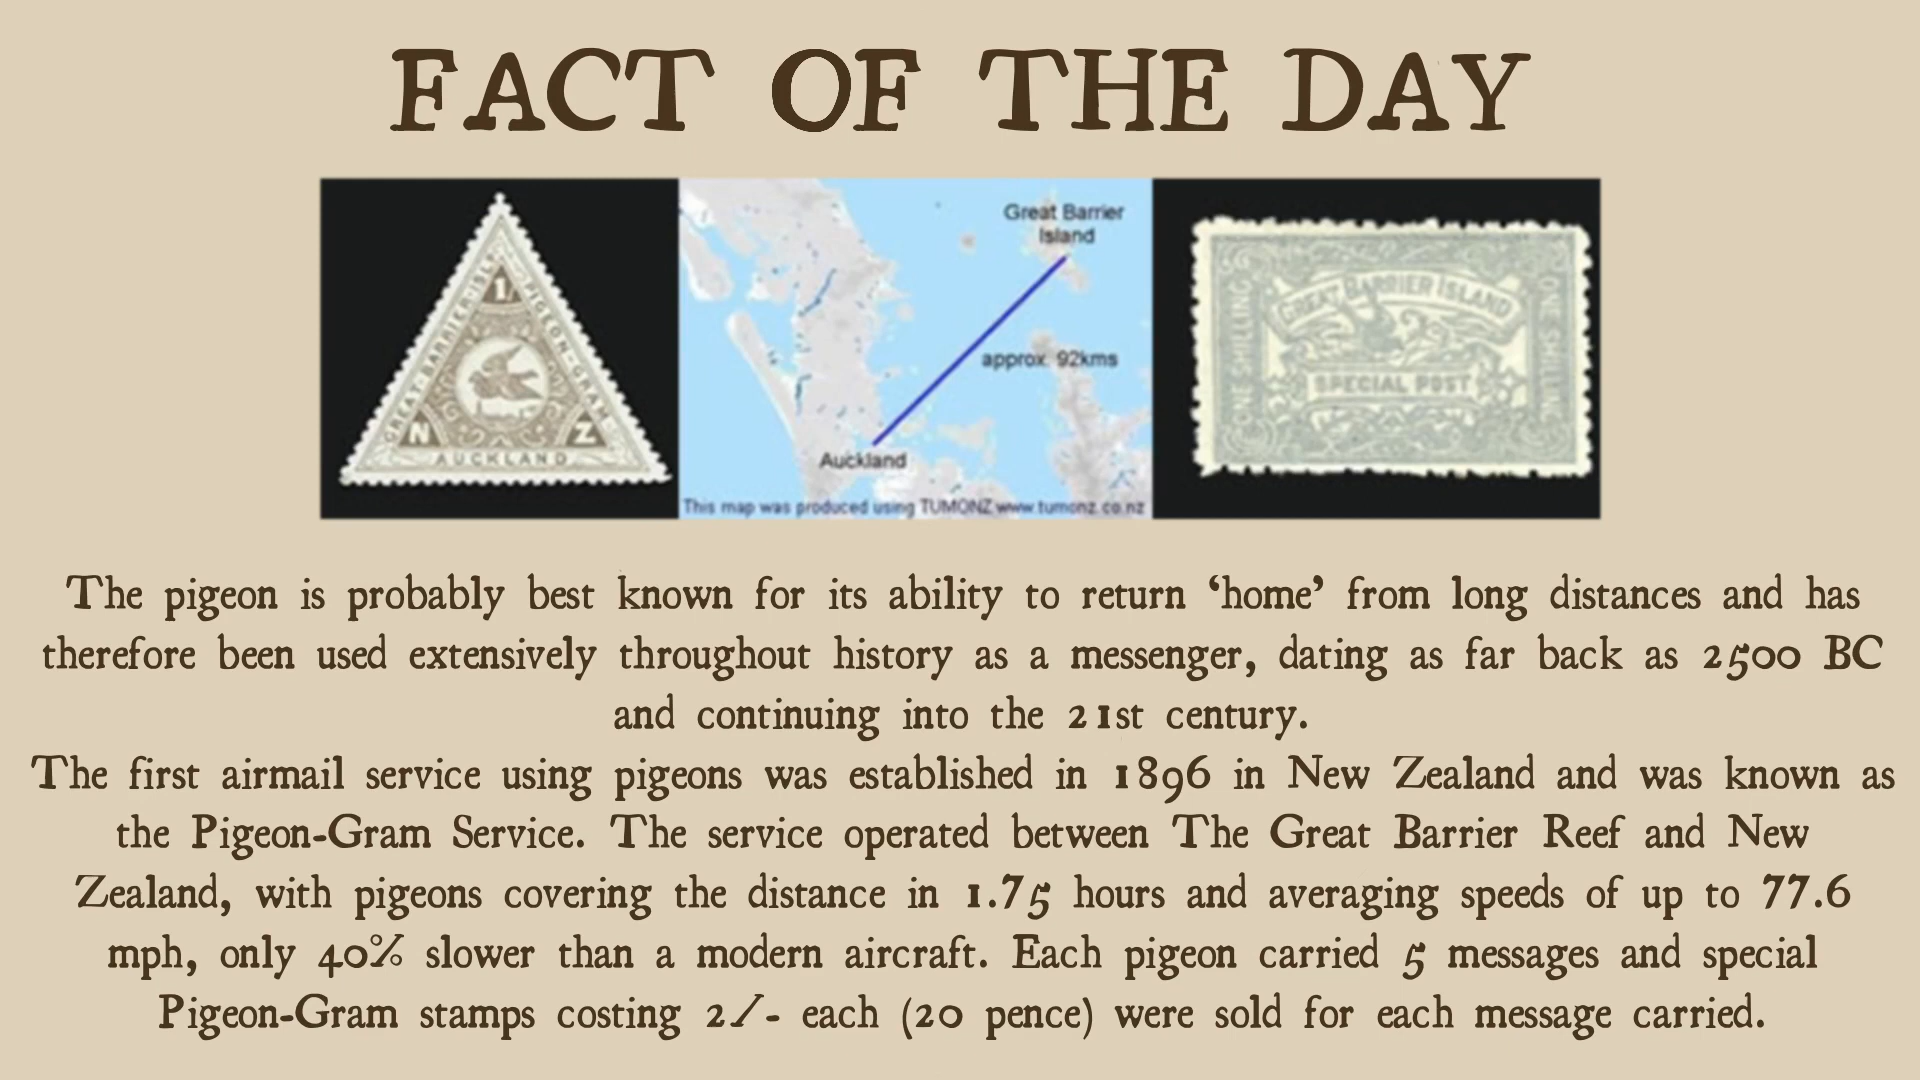 FACT OF THE DAY
GREAT BARRIER ISLD
PIGEON-GRAM
1/
N Z
AUCKLAND
Great Barrier
Island
approx. 92kms
Auckland
This map was produced using TUMONZ www.tumonz.co.nz
GREAT BARRIER ISLAND
ONE SHILLING
SPECIAL POST
ONE SHILLING
The pigeon is probably best known for its ability to return ‘home’ from long distances and has
therefore been used extensively throughout history as a messenger, dating as far back as 2500 BC
and continuing into the 21st century.
The first airmail service using pigeons was established in 1896 in New Zealand and was known as
the Pigeon-Gram Service. The service operated between The Great Barrier Reef and New
Zealand, with pigeons covering the distance in 1.75 hours and averaging speeds of up to 77.6
mph, only 40% slower than a modern aircraft. Each pigeon carried 5 messages and special
Pigeon-Gram stamps costing 2/- each (20 pence) were sold for each message carried.